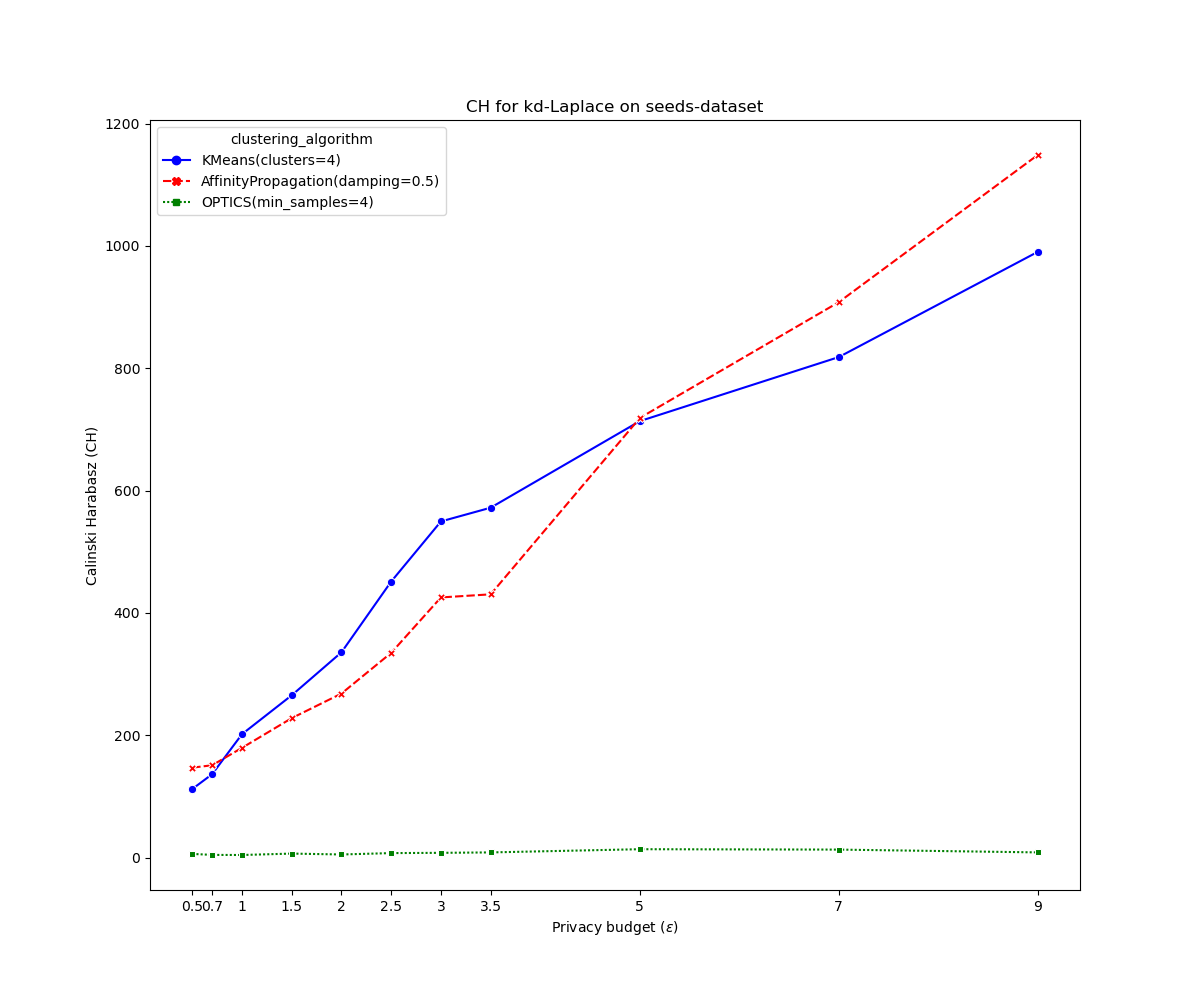 CH for kd-Laplace on seeds-dataset
clustering_algorithm
KMeans(clusters=4)
AffinityPropagation(damping=0.5)
OPTICS(min_samples=4)
1200
1000
800
600
400
200
0
Calinski Harabasz (CH)
0.5 0.7 1 1.5 2 2.5 3 3.5 5 7 9
Privacy budget (ε)